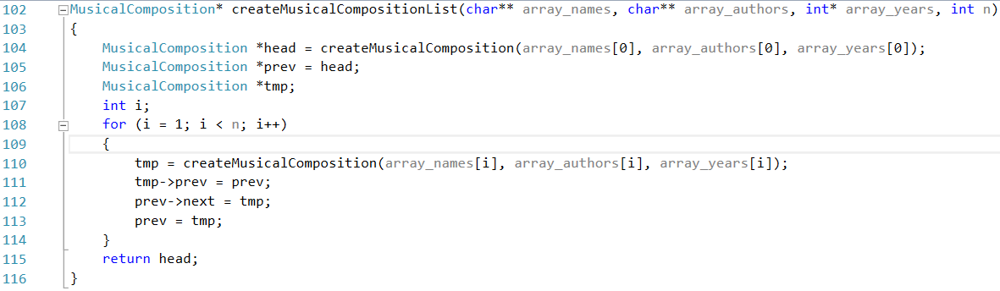 102 MusicalComposition* createMusicalCompositionList(char** array_names, char** array_authors, int* array_years, int n)
103 {
104     MusicalComposition *head = createMusicalComposition(array_names[0], array_authors[0], array_years[0]);
105     MusicalComposition *prev = head;
106     MusicalComposition *tmp;
107     int i;
108     for (i = 1; i < n; i++)
109     {
110         tmp = createMusicalComposition(array_names[i], array_authors[i], array_years[i]);
111         tmp->prev = prev;
112         prev->next = tmp;
113         prev = tmp;
114     }
115     return head;
116 }